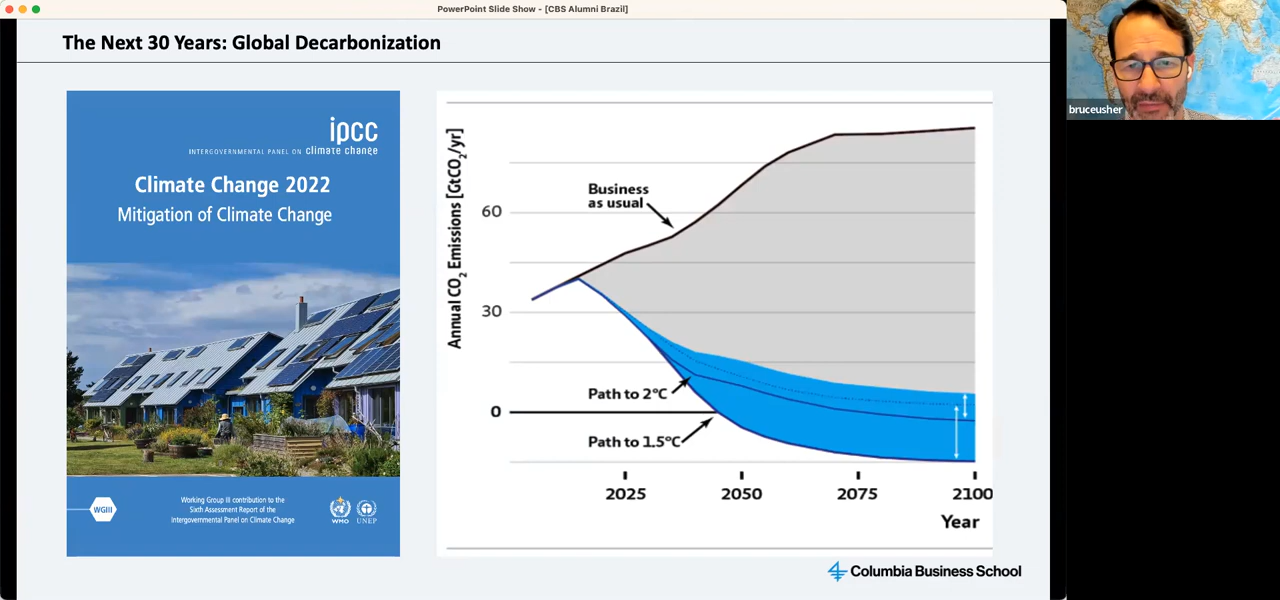 PowerPoint Slide Show - [CBS Alumni Brazil]
bruceusher
The Next 30 Years: Global Decarbonization
ipcc
INTERGOVERNMENTAL PANEL ON climate change
Climate Change 2022
Mitigation of Climate Change
WGIII
Working Group III contribution to the
Sixth Assessment Report of the
Intergovernmental Panel on Climate Change
WMO
UNEP
Annual CO₂ Emissions [GtCO₂/yr]
60
30
0
Business
as usual
Path to 2°C
Path to 1.5°C
2025
2050
2075
2100
Year
Columbia Business School